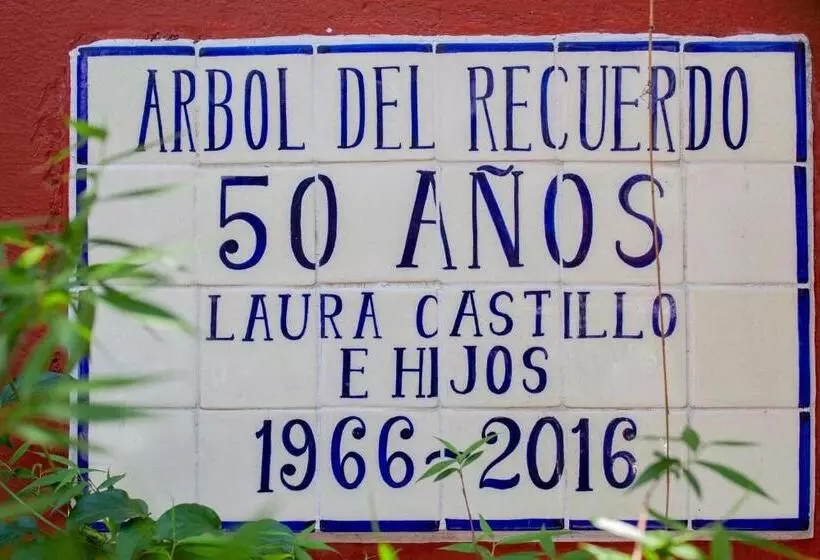 ARBOL DEL RECUERDO
50 AÑOS
LAURA CASTILLO
E HIJOS
1966-2016